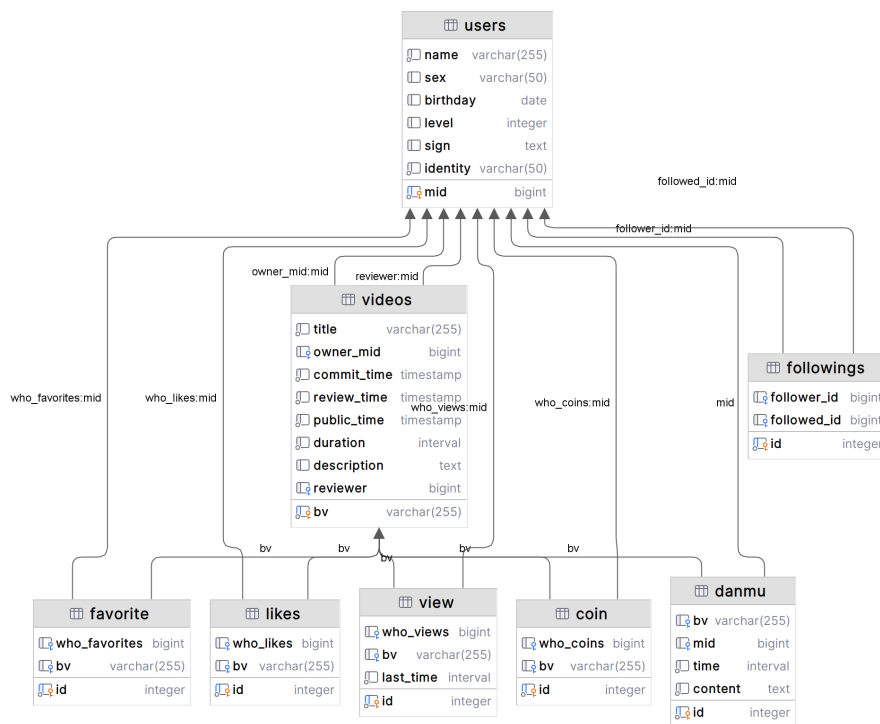 users
name varchar(255)
sex varchar(50)
birthday date
level integer
sign text
identity varchar(50)
mid bigint
followed_id:mid
follower_id:mid
owner_mid:mid
reviewer:mid
videos
title varchar(255)
owner_mid bigint
commit_time timestamp
review_time timestamp
public_time timestamp
duration interval
description text
reviewer bigint
bv varchar(255)
followings
follower_id bigint
followed_id bigint
id integer
who_favorites:mid
who_likes:mid
who_views:mid
who_coins:mid
mid
bv
bv
bv
bv
bv
favorite
who_favorites bigint
bv varchar(255)
id integer
likes
who_likes bigint
bv varchar(255)
id integer
view
who_views bigint
bv varchar(255)
last_time interval
id integer
coin
who_coins bigint
bv varchar(255)
id integer
danmu
bv varchar(255)
mid bigint
time interval
content text
id integer